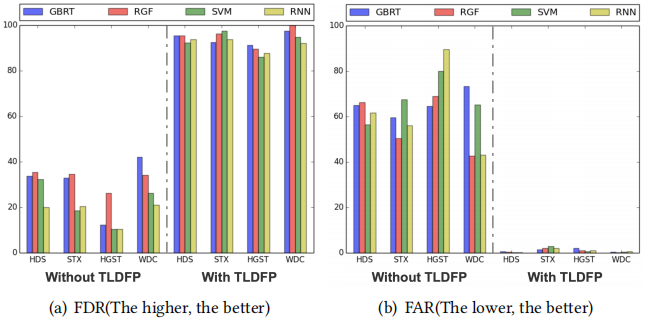 GBRT RGF SVM RNN
100
80
60
40
20
0
HDS STX HGST WDC HDS STX HGST WDC
Without TLDFP With TLDFP
(a) FDR(The higher, the better)
GBRT RGF SVM RNN
100
80
60
40
20
0
HDS STX HGST WDC HDS STX HGST WDC
Without TLDFP With TLDFP
(b) FAR(The lower, the better)